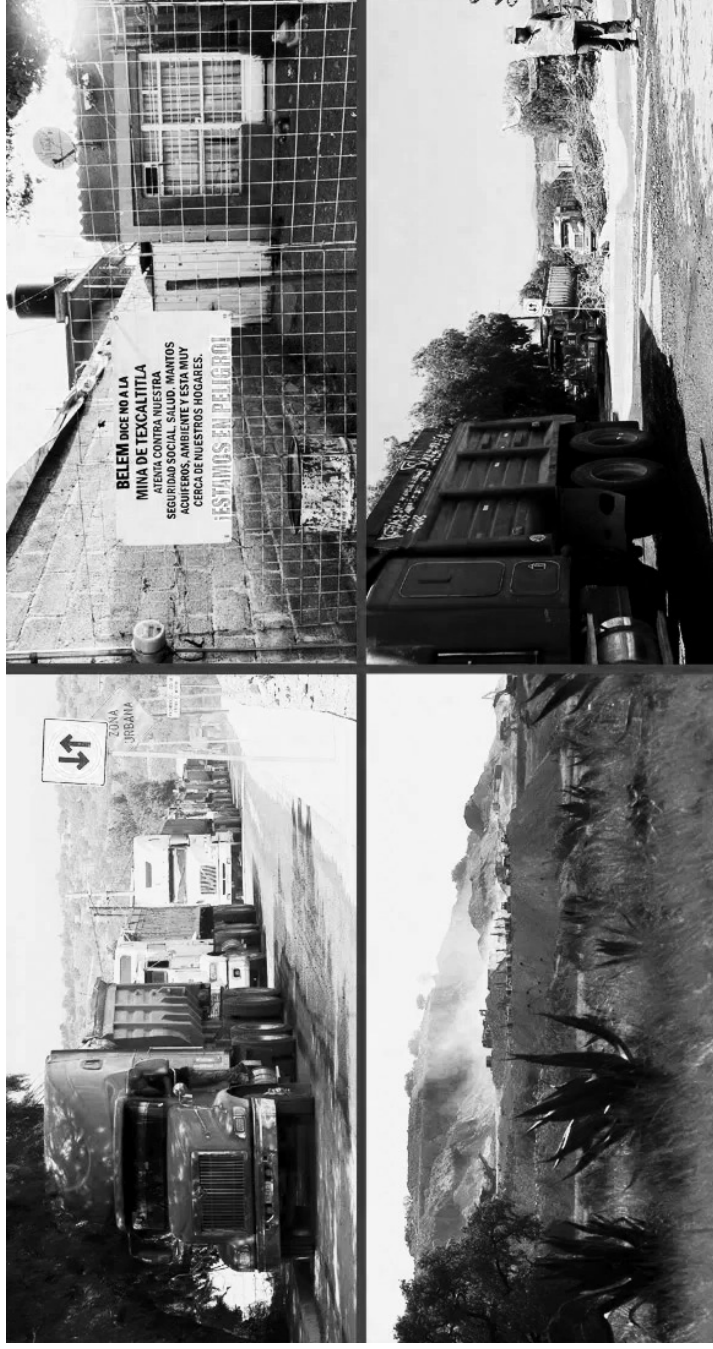 BELEM DICE NO A LA
MINA DE TEXCALTITLA
ATENTA CONTRA NUESTRA
SEGURIDAD SOCIAL, SALUD, MANTOS
ACUÍFEROS, AMBIENTE Y ESTA MUY
CERCA DE NUESTROS HOGARES.
¡ESTAMOS EN PELIGRO!
ZONA
URBANA